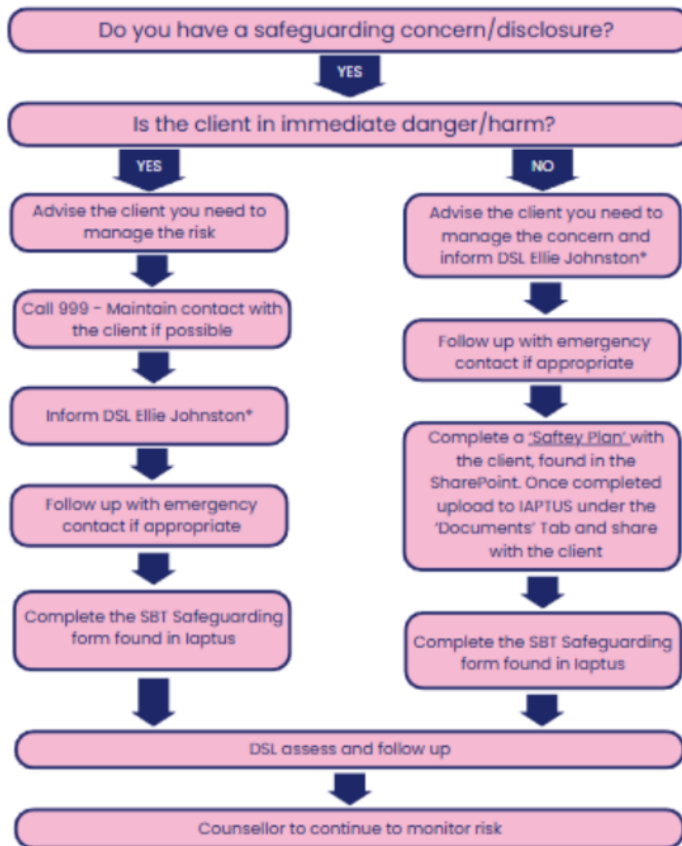 Do you have a safeguarding concern/disclosure?
YES
Is the client in immediate danger/harm?
YES
Advise the client you need to
manage the risk
Call 999 - Maintain contact with
the client if possible
Inform DSL Ellie Johnston*
Follow up with emergency
contact if appropriate
Complete the SBT Safeguarding
form found in Iaptus
NO
Advise the client you need to
manage the concern and
inform DSL Ellie Johnston*
Follow up with emergency
contact if appropriate
Complete a 'Saftey Plan' with
the client, found in the
SharePoint. Once completed
upload to IAPTUS under the
'Documents' Tab and share
with the client
Complete the SBT Safeguarding
form found in Iaptus
DSL assess and follow up
Counsellor to continue to monitor risk